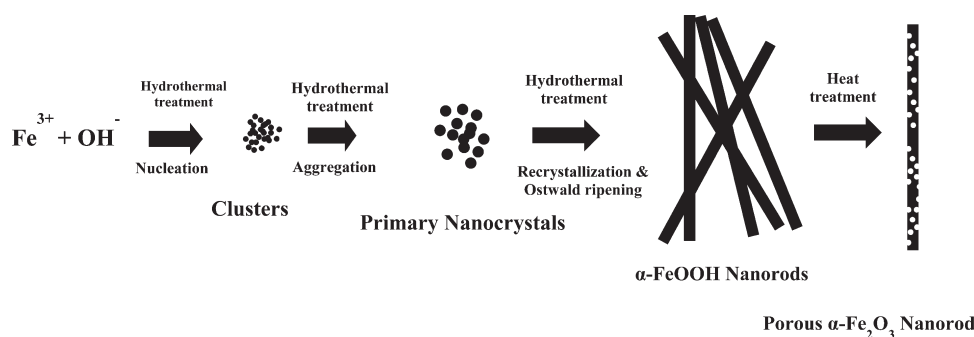 Fe³⁺ + OH⁻
Hydrothermal
treatment
Nucleation
Clusters
Hydrothermal
treatment
Aggregation
Primary Nanocrystals
Hydrothermal
treatment
Recrystallization &
Ostwald ripening
α-FeOOH Nanorods
Heat
treatment
Porous α-Fe₂O₃ Nanorod